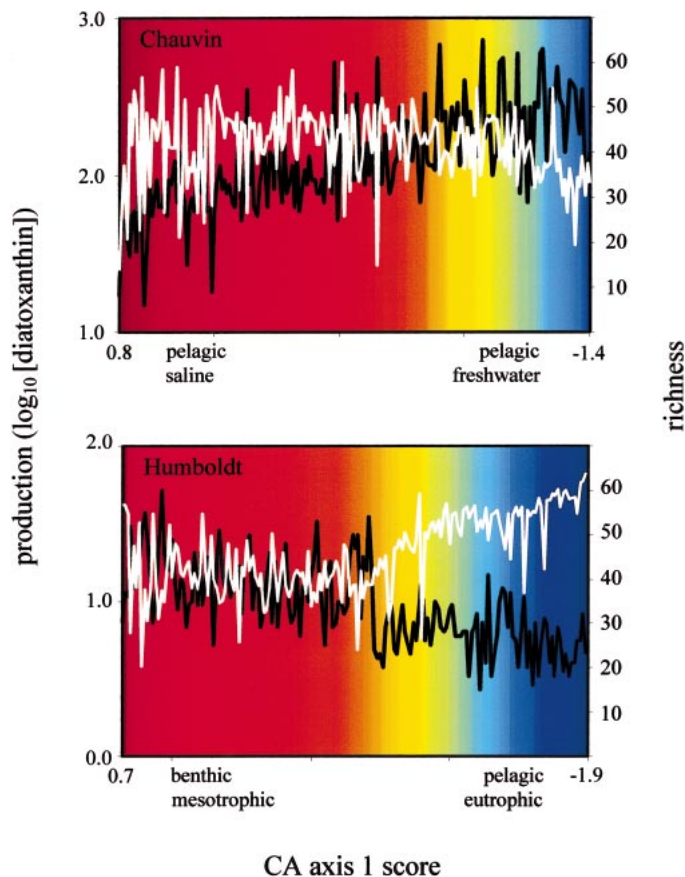 3.0
Chauvin
60
50
2.0
40
30
20
10
1.0
0.8
pelagic
saline
pelagic
freshwater
-1.4
production (log₁₀ [diatoxanthin])
richness
2.0
Humboldt
60
50
1.0
40
30
20
10
0.0
0.7
benthic
mesotrophic
pelagic
eutrophic
-1.9
CA axis 1 score